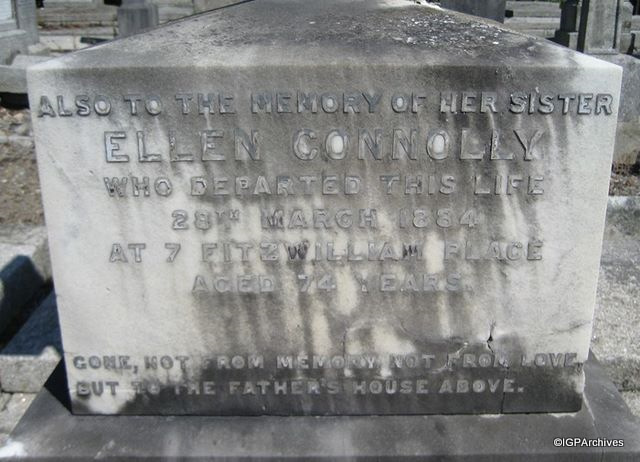 ALSO TO THE MEMORY OF HER SISTER
ELLEN CONNOLLY
WHO DEPARTED THIS LIFE
28TH MARCH 1884
AT 7 FITZWILLIAM PLACE
AGED 74 YEARS.
GONE, NOT FROM MEMORY, NOT FROM LOVE,
BUT TO THE FATHER'S HOUSE ABOVE.
©IGPArchives